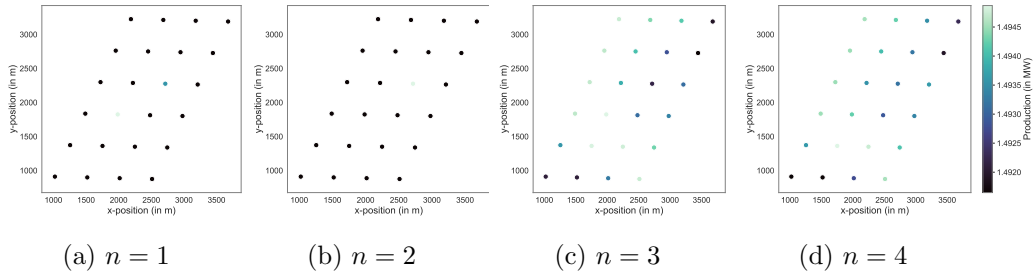 3000
2500
2000
1500
1000
y-position (in m)
1000 1500 2000 2500 3000 3500
x-position (in m)
3000
2500
2000
1500
1000
y-position (in m)
1000 1500 2000 2500 3000 3500
x-position (in m)
3000
2500
2000
1500
1000
y-position (in m)
1000 1500 2000 2500 3000 3500
x-position (in m)
3000
2500
2000
1500
1000
y-position (in m)
1000 1500 2000 2500 3000 3500
x-position (in m)
1.4945
1.4940
1.4935
1.4930
1.4925
1.4920
Production (in MW)
(a) n = 1
(b) n = 2
(c) n = 3
(d) n = 4